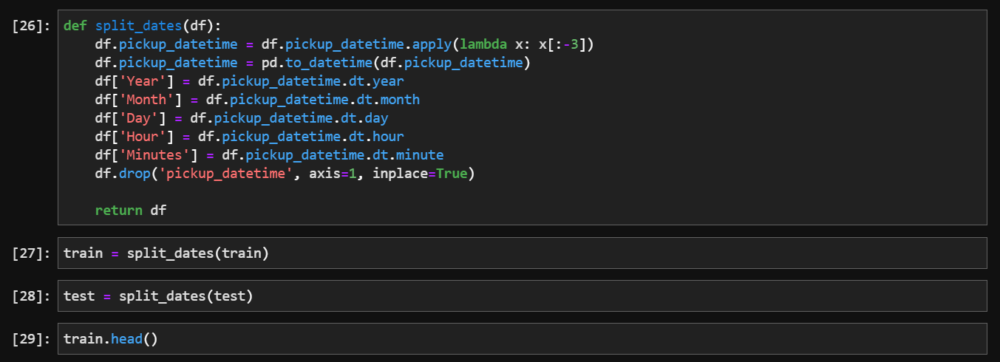 [26]: def split_dates(df):
    df.pickup_datetime = df.pickup_datetime.apply(lambda x: x[:-3])
    df.pickup_datetime = pd.to_datetime(df.pickup_datetime)
    df['Year'] = df.pickup_datetime.dt.year
    df['Month'] = df.pickup_datetime.dt.month
    df['Day'] = df.pickup_datetime.dt.day
    df['Hour'] = df.pickup_datetime.dt.hour
    df['Minutes'] = df.pickup_datetime.dt.minute
    df.drop('pickup_datetime', axis=1, inplace=True)
    return df
[27]: train = split_dates(train)
[28]: test = split_dates(test)
[29]: train.head()